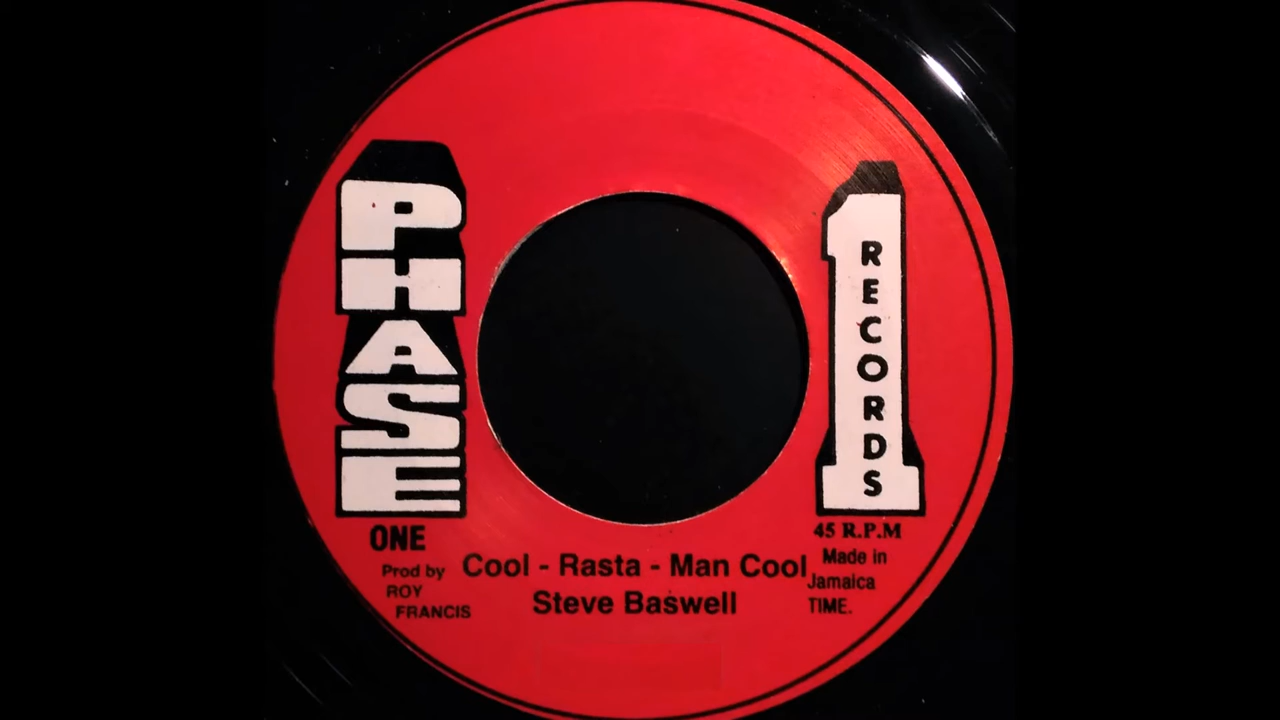 PHASE
ONE
1
RECORDS
45 R.P.M
Made in
Jamaica
TIME.
Prod by
ROY
FRANCIS
Cool - Rasta - Man Cool
Steve Baswell